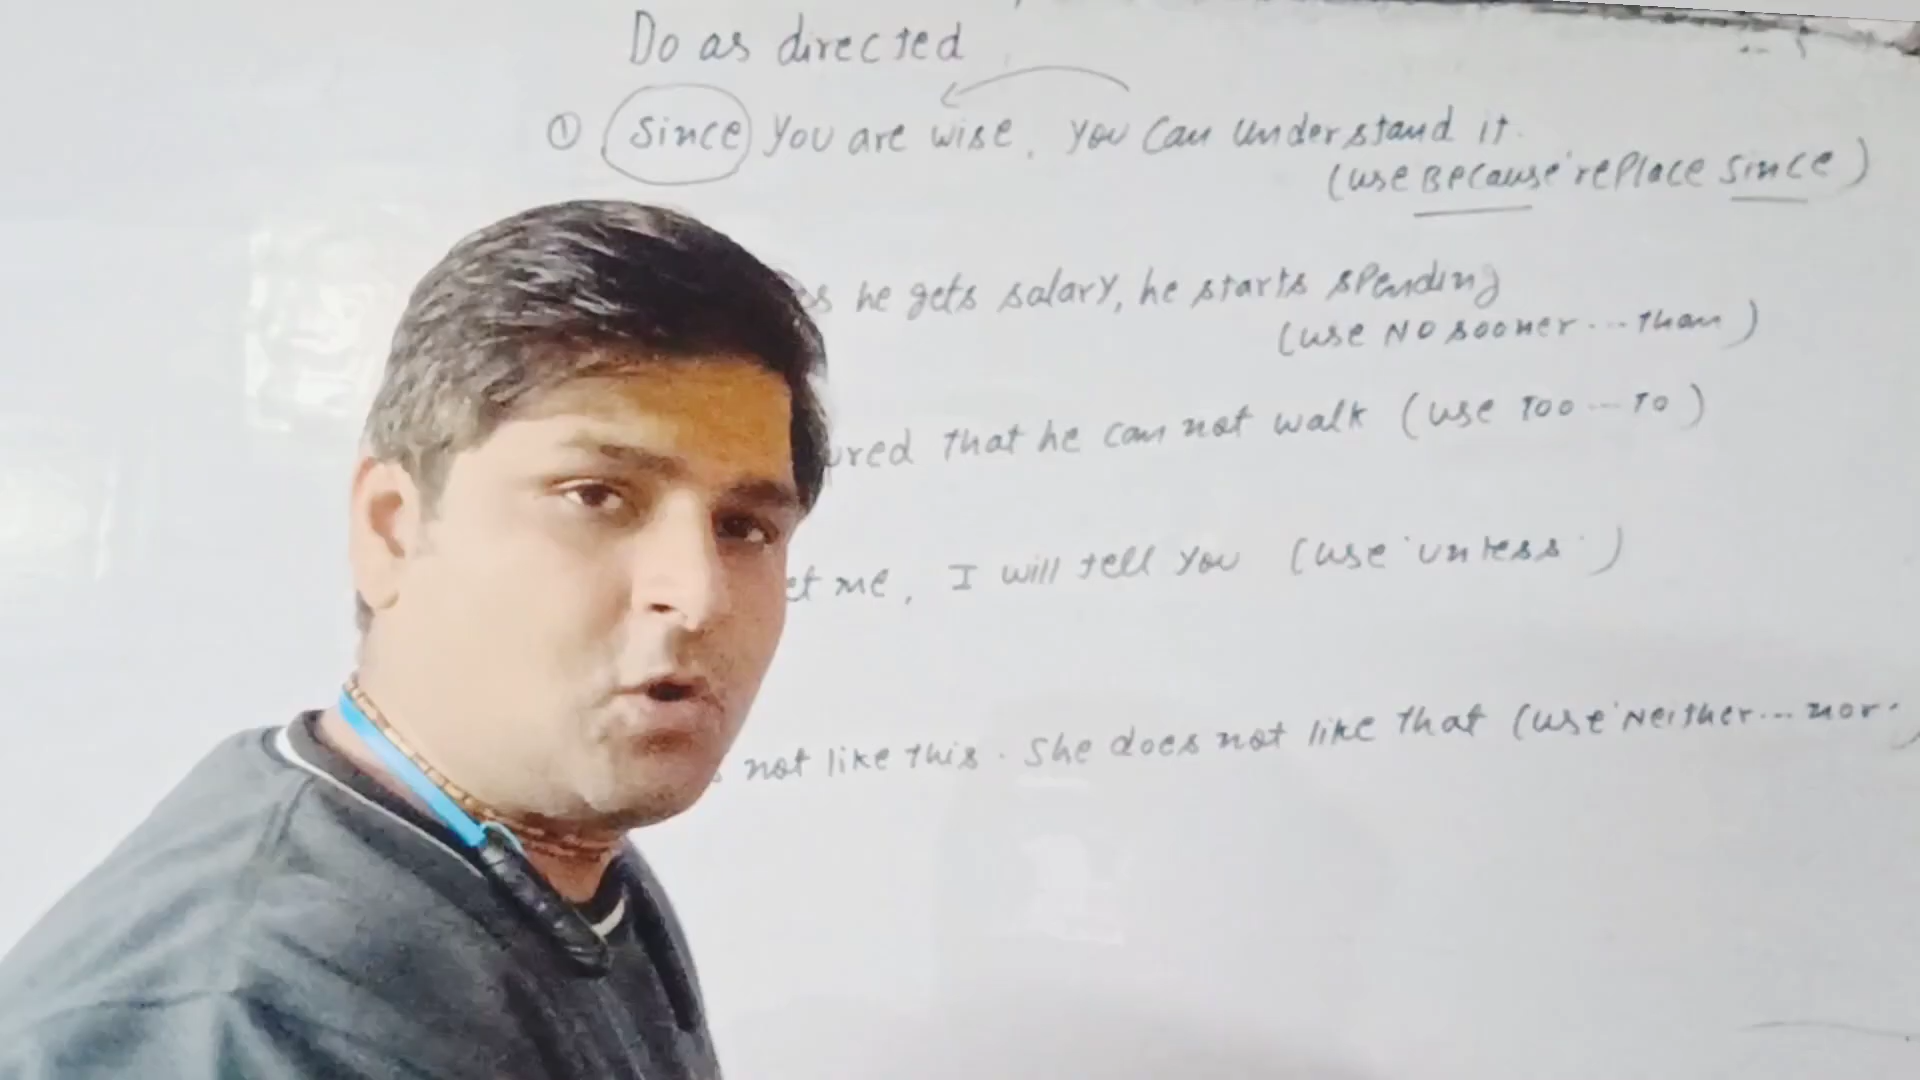 Do as directed
① Since you are wise, you can understand it.
(use Because' replace since)
he gets salary, he starts spending
(use No sooner...than)
that he can not walk (use Too...To)
me, I will tell you (use 'unless')
not like this. She does not like that (use 'Neither...nor'